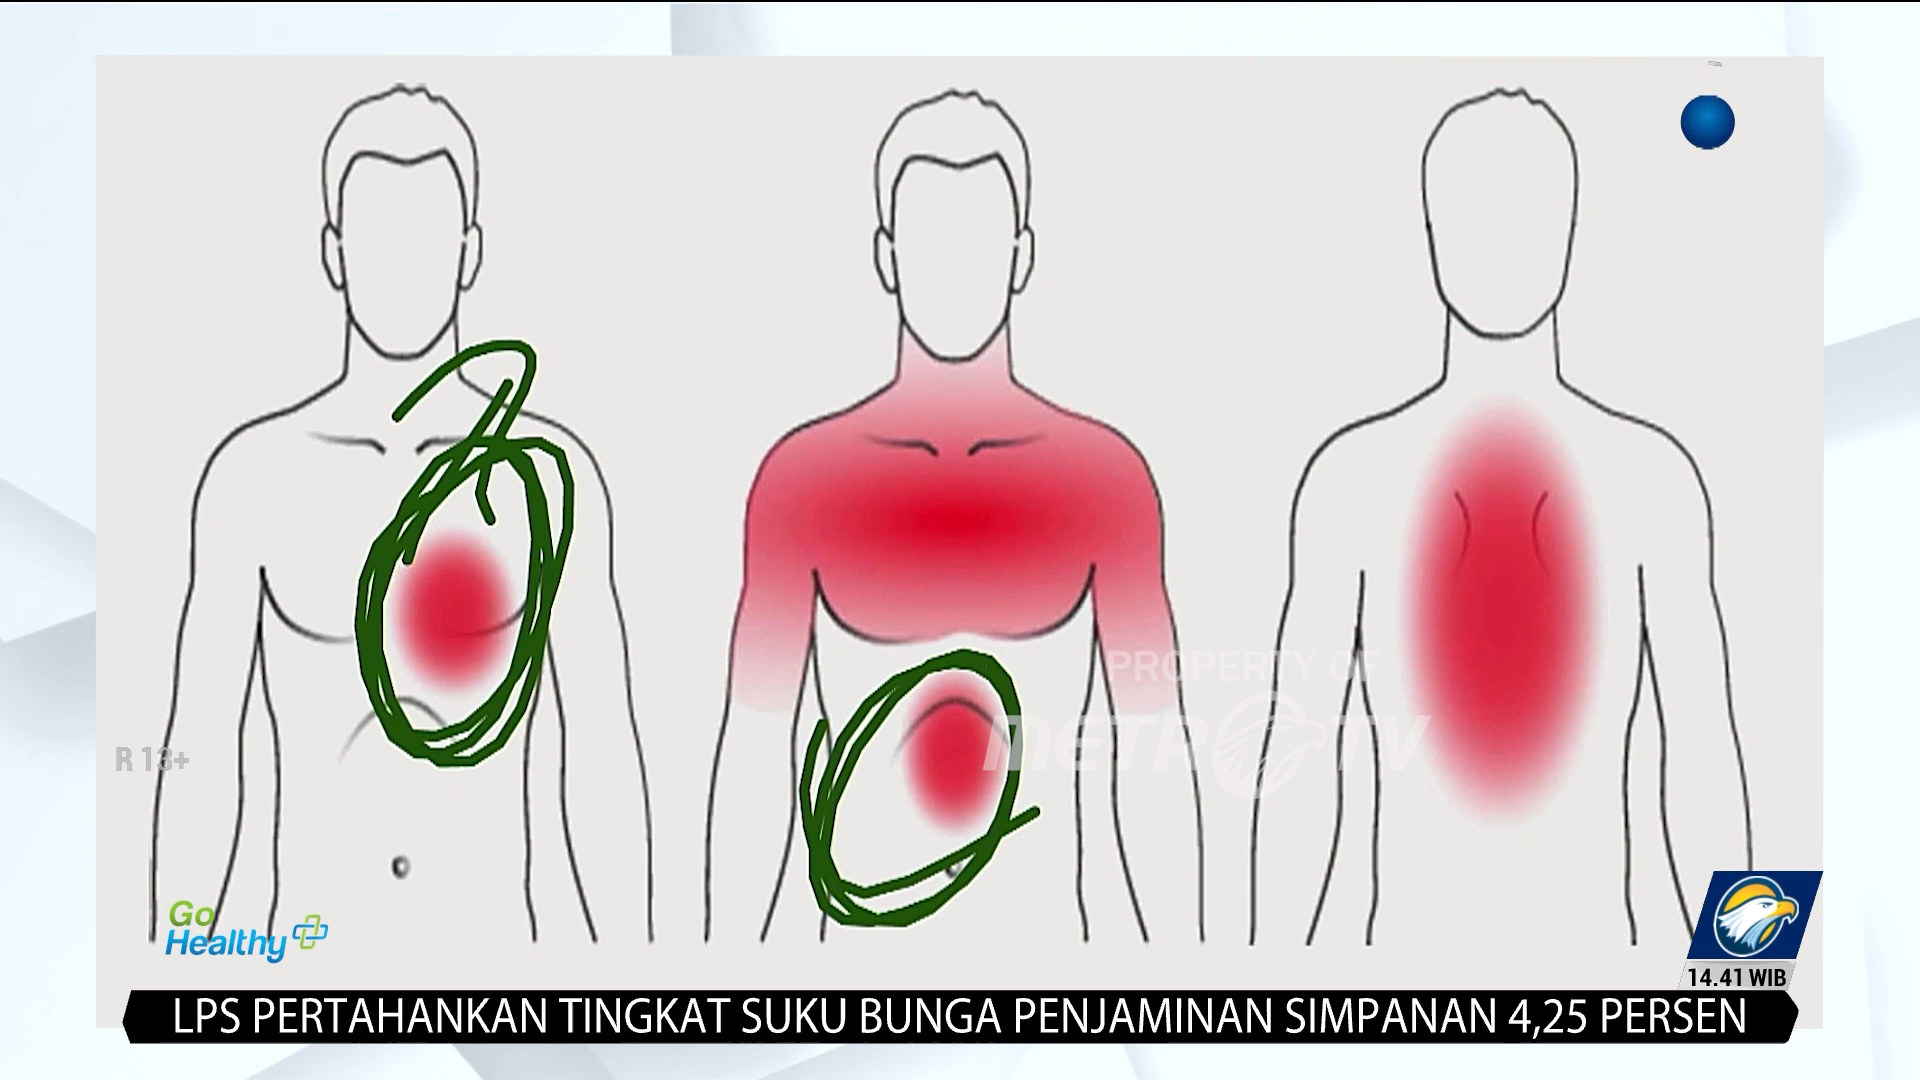 PROPERTY OF
METRO TV
R 13+
Go
Healthy
14.41 WIB
LPS PERTAHANKAN TINGKAT SUKU BUNGA PENJAMINAN SIMPANAN 4,25 PERSEN